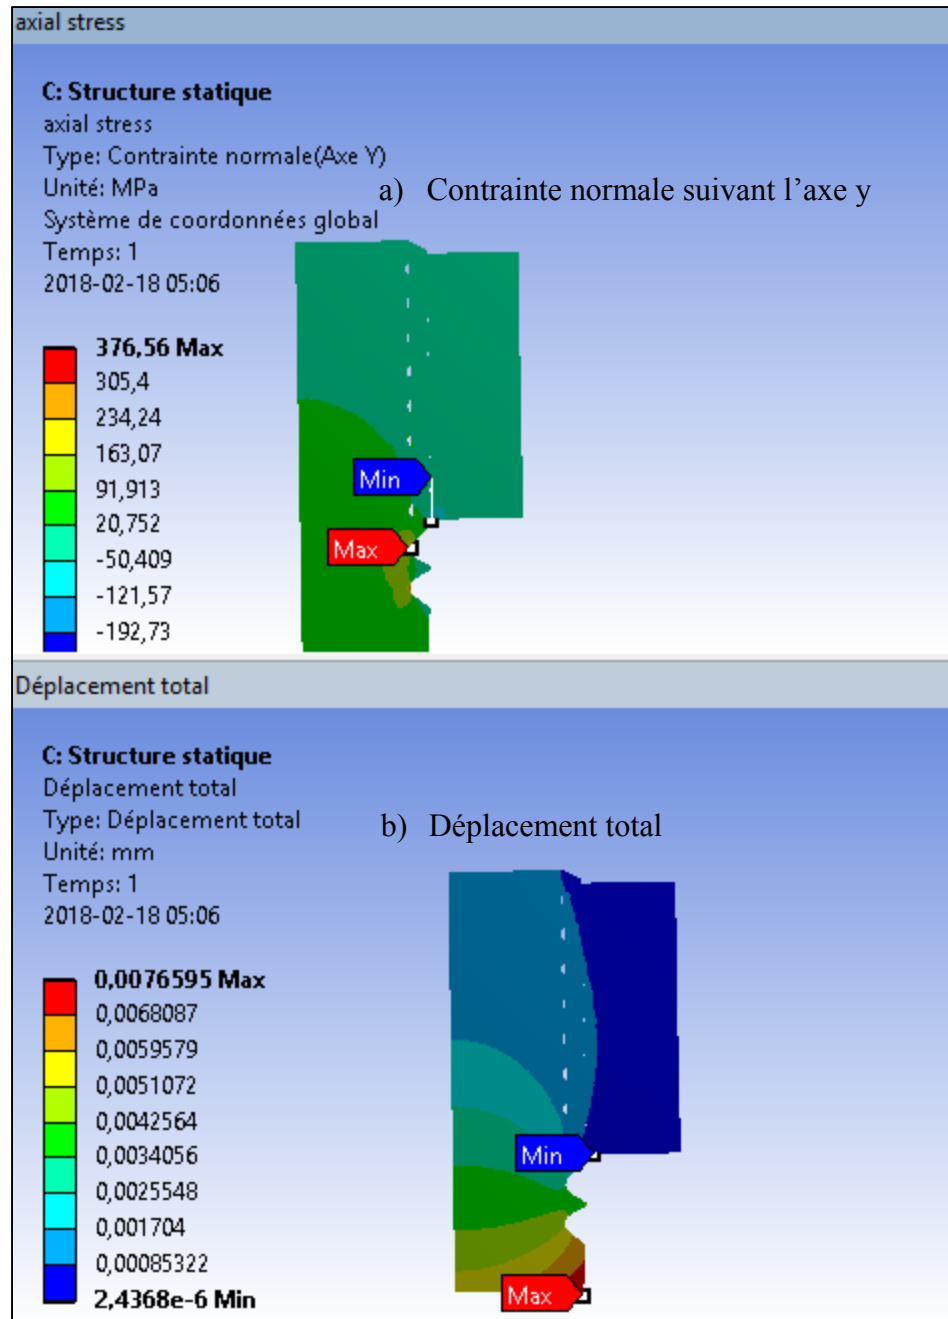 axial stress
C: Structure statique
axial stress
Type: Contrainte normale(Axe Y)
Unité: MPa
a) Contrainte normale suivant l’axe y
Système de coordonnées global
Temps: 1
2018-02-18 05:06
376,56 Max
305,4
234,24
163,07
91,913
20,752
-50,409
-121,57
-192,73
Min
Max
Déplacement total
C: Structure statique
Déplacement total
Type: Déplacement total
b) Déplacement total
Unité: mm
Temps: 1
2018-02-18 05:06
0,0076595 Max
0,0068087
0,0059579
0,0051072
0,0042564
0,0034056
0,0025548
0,001704
0,00085322
2,4368e-6 Min
Min
Max